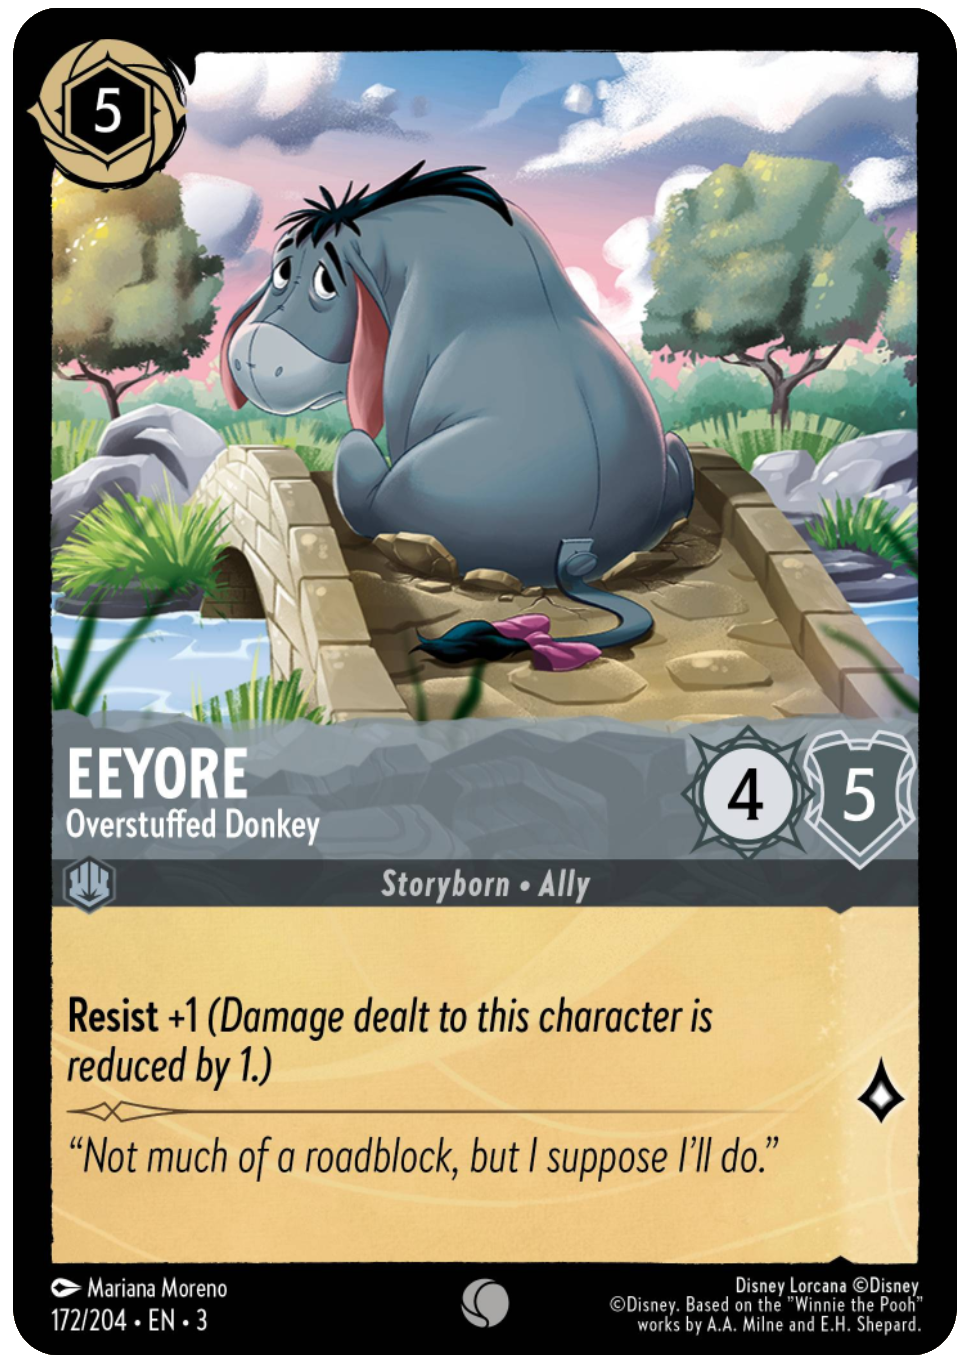 5
EEYORE
Overstuffed Donkey
4
5
Storyborn • Ally
Resist +1 (Damage dealt to this character is
reduced by 1.)
“Not much of a roadblock, but I suppose I’ll do.”
Mariana Moreno
172/204 • EN • 3
Disney Lorcana ©Disney
©Disney. Based on the "Winnie the Pooh"
works by A.A. Milne and E.H. Shepard.